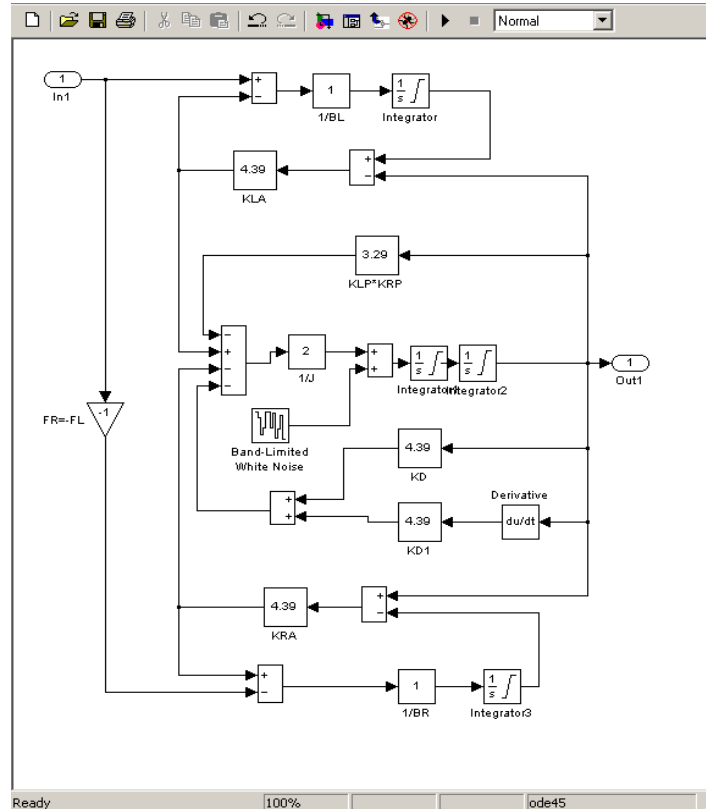 Normal
1
In1
+
−
1
1/BL
1
s
Integrator
4.39
KLA
+
−
3.29
KLP*KRP
−
+
−
−
2
1/J
+
+
1
s
1
s
Integrator2
1
Out1
-1
FR=-FL
Band-Limited
White Noise
4.39
KD
Derivative
+
+
4.39
KD1
du/dt
4.39
KRA
+
−
+
−
1
1/BR
1
s
Integrator3
Ready 100% ode45